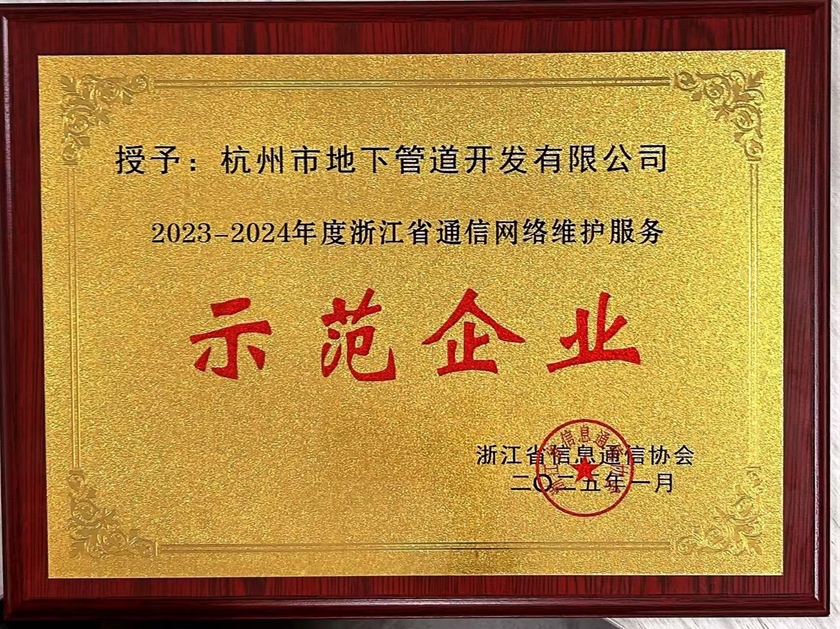 授予：杭州市地下管道开发有限公司
2023-2024年度浙江省通信网络维护服务
示范企业
浙江省信息通信协会
二〇二五年一月